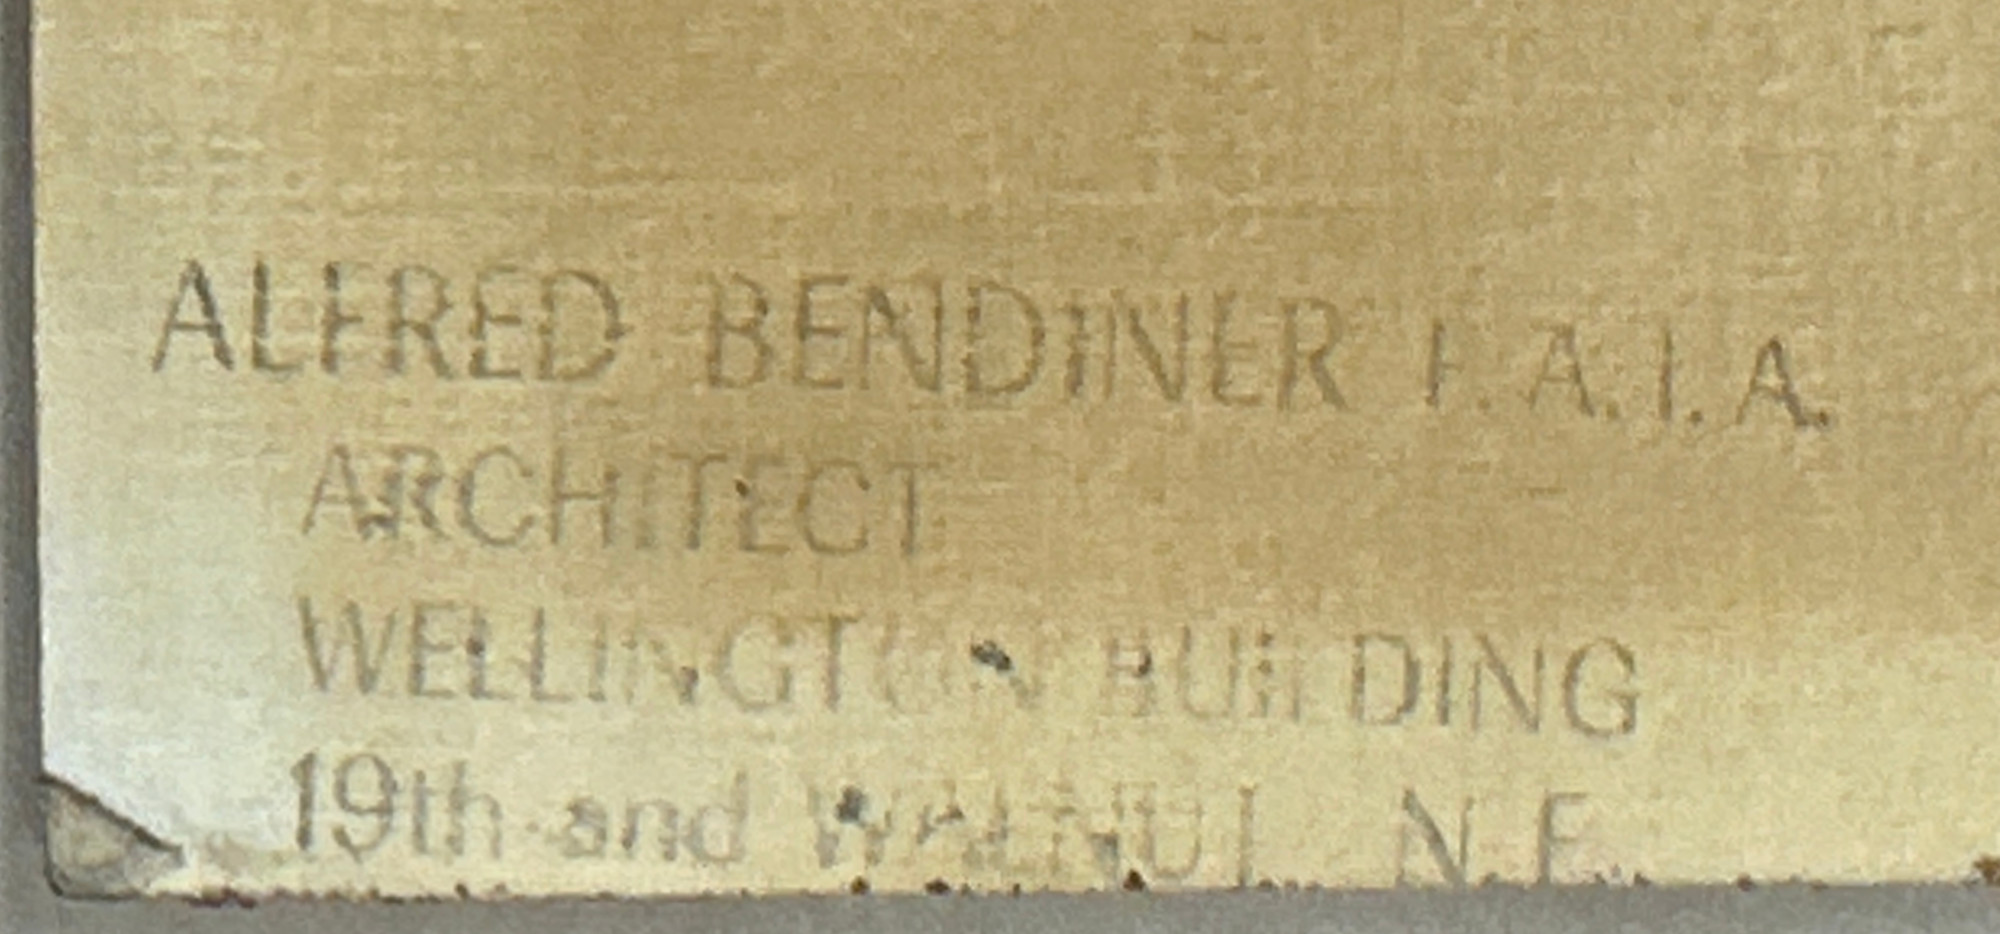 ALFRED BENDINER F.A.I.A.
ARCHITECT
WELLINGTON BUILDING
19th and WALNUT N.E.